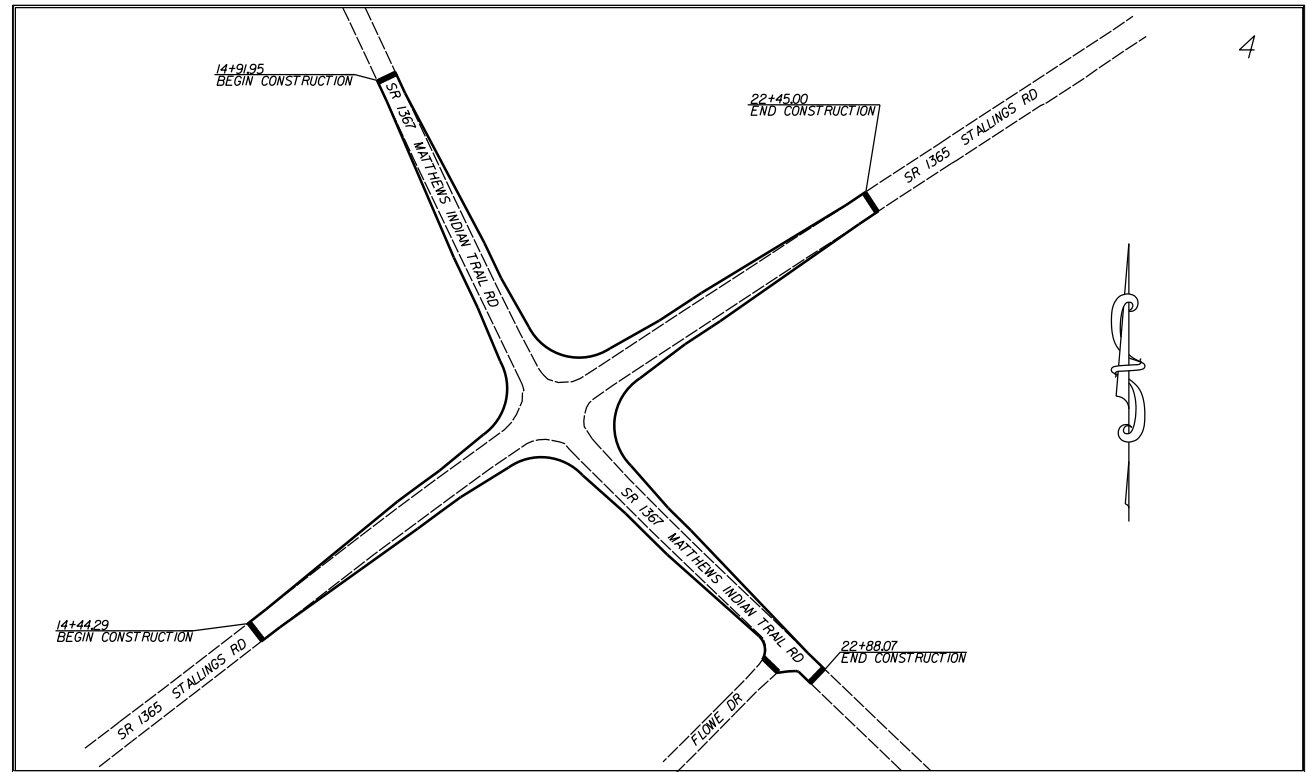 4
14+91.95
BEGIN CONSTRUCTION
22+45.00
END CONSTRUCTION
SR 1365 STALLINGS RD
SR 1367 MATTHEWS INDIAN TRAIL RD
SR 1367 MATTHEWS INDIAN TRAIL RD
14+44.29
BEGIN CONSTRUCTION
SR 1365 STALLINGS RD
22+88.07
END CONSTRUCTION
FLOWE DR